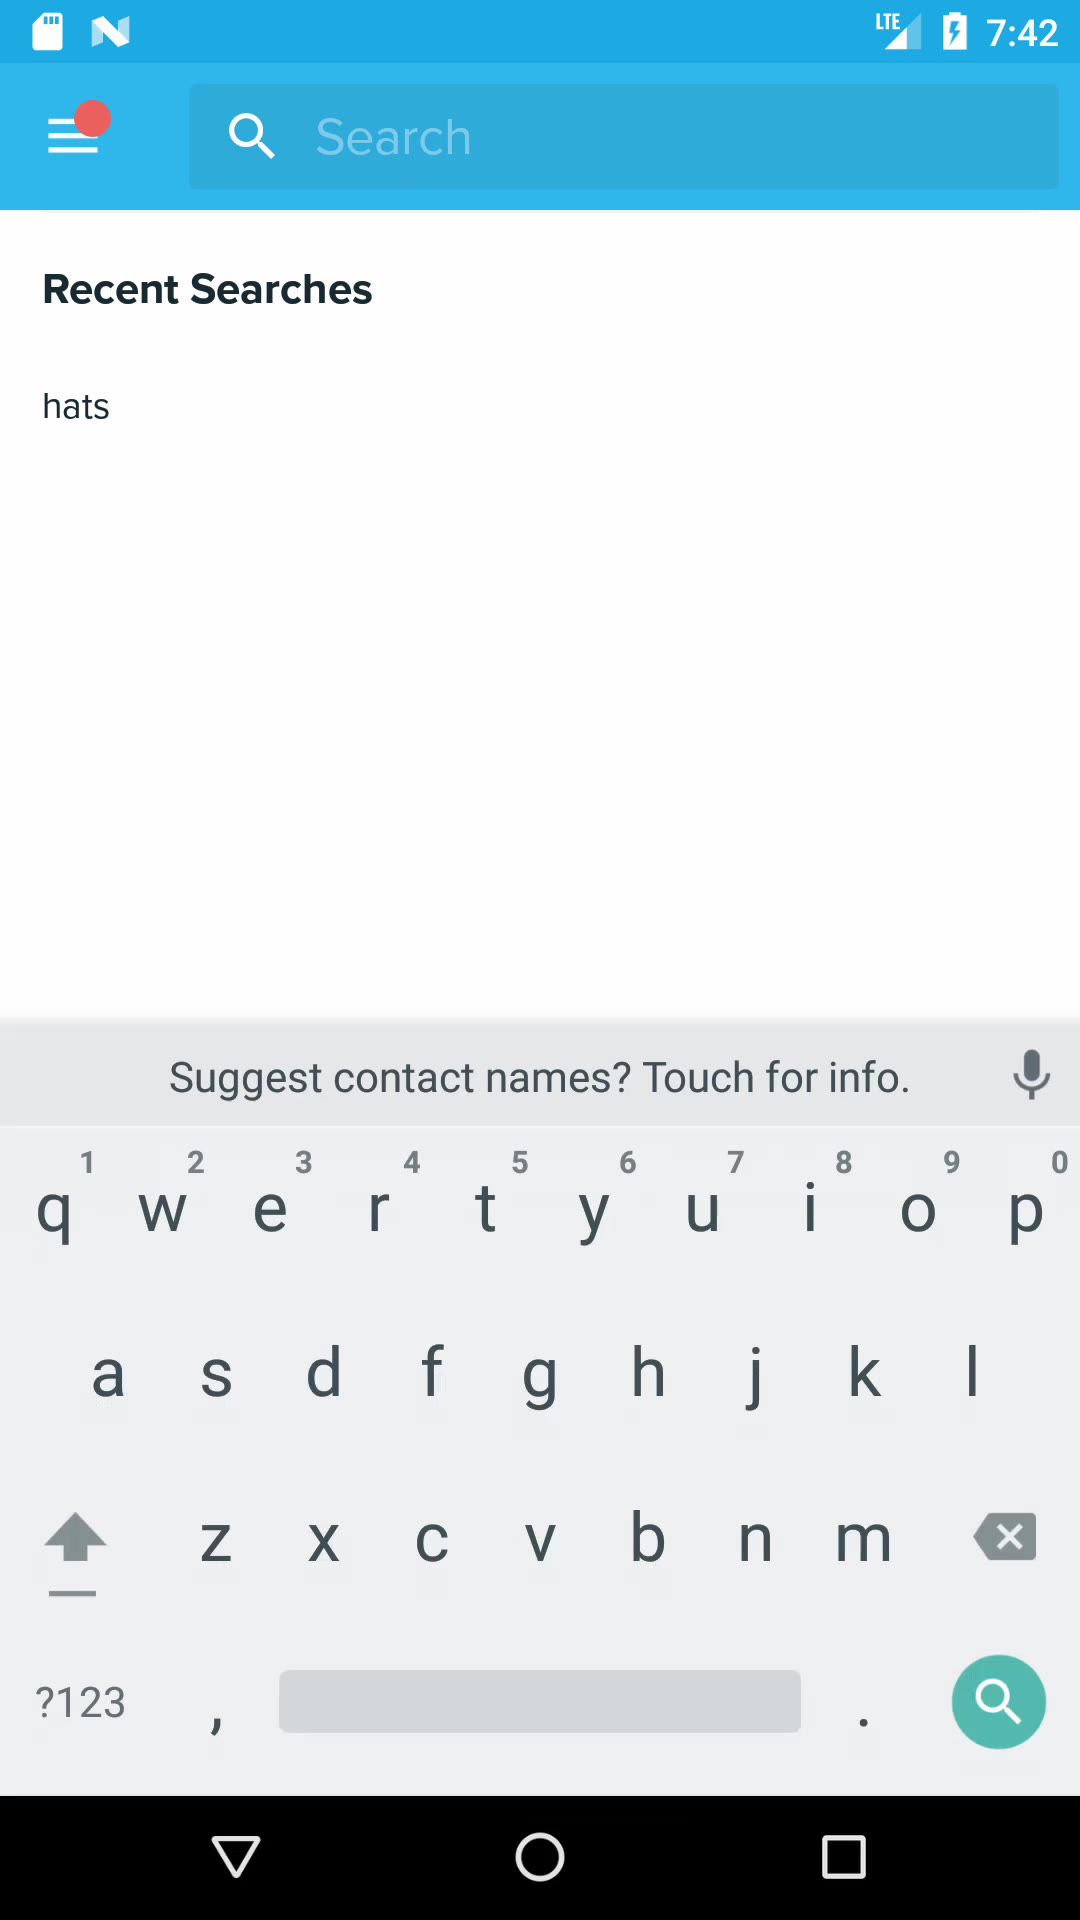 LTE 7:42
Search
Recent Searches
hats
Suggest contact names? Touch for info.
1 2 3 4 5 6 7 8 9 0
q w e r t y u i o p
a s d f g h j k l
z x c v b n m
?123 , .